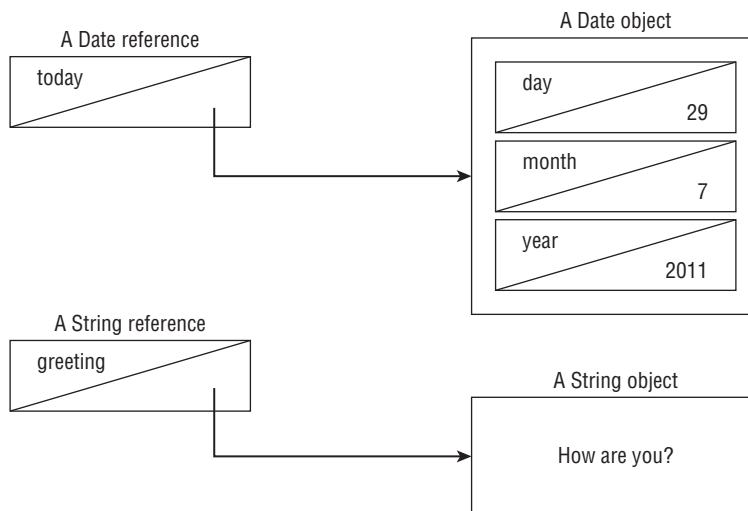 A Date reference
today
A Date object
day
29
month
7
year
2011
A String reference
greeting
A String object
How are you?